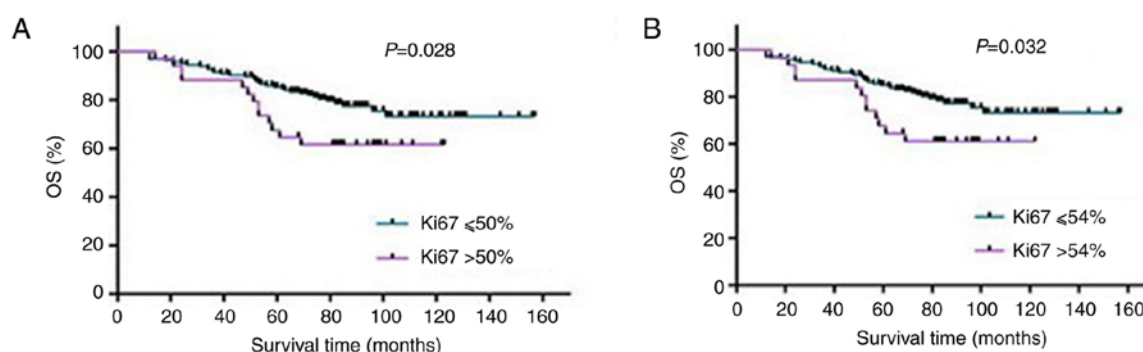 A
P=0.028
OS (%)
100
80
60
40
20
0
Ki67 ⩽50%
Ki67 >50%
0 20 40 60 80 100 120 140 160
Survival time (months)
B
P=0.032
OS (%)
100
80
60
40
20
0
Ki67 ⩽54%
Ki67 >54%
0 20 40 60 80 100 120 140 160
Survival time (months)